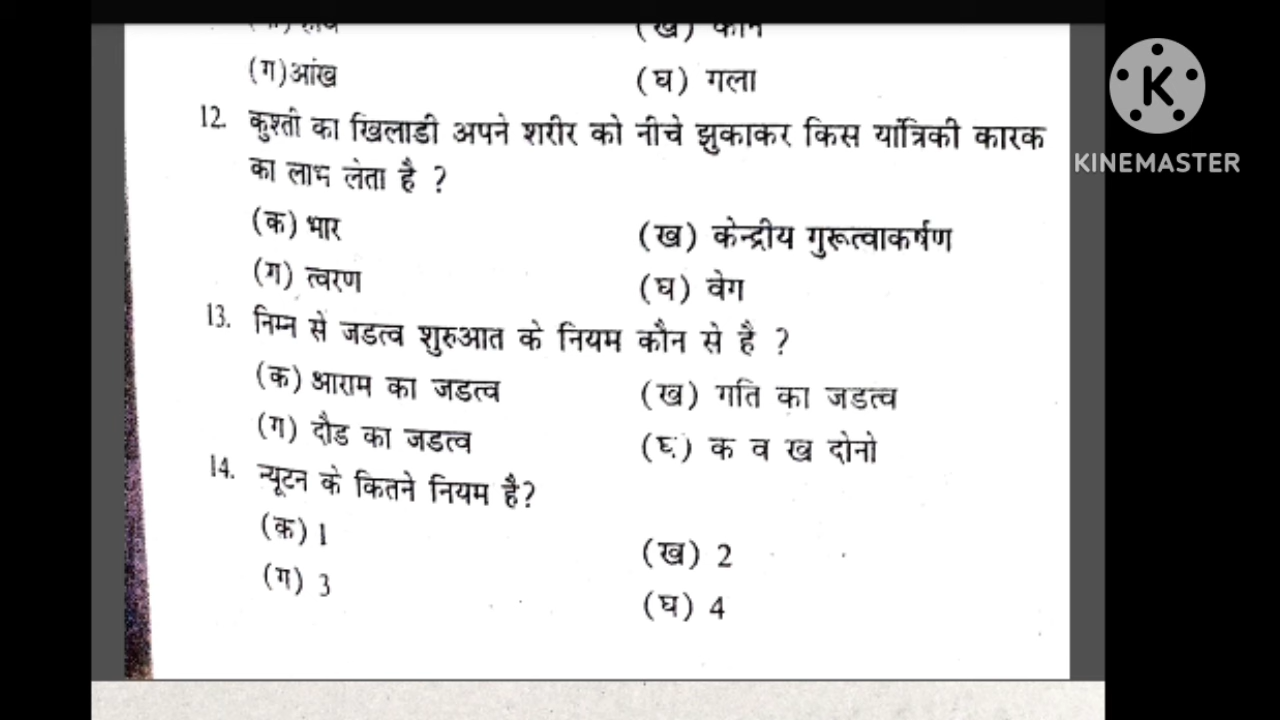 (ख) कान
(ग) आंख
(घ) गला
12. कुश्ती का खिलाडी अपने शरीर को नीचे झुकाकर किस यांत्रिकी कारक
का लाभ लेता है ?
(क) भार
(ख) केन्द्रीय गुरूत्वाकर्षण
(ग) त्वरण
(घ) वेग
13. निम्न से जडत्व शुरुआत के नियम कौन से है ?
(क) आराम का जडत्व
(ख) गति का जडत्व
(ग) दौड का जडत्व
(घ) क व ख दोनो
14. न्यूटन के कितने नियम है?
(क) 1
(ख) 2
(ग) 3
(घ) 4
K
KINEMASTER